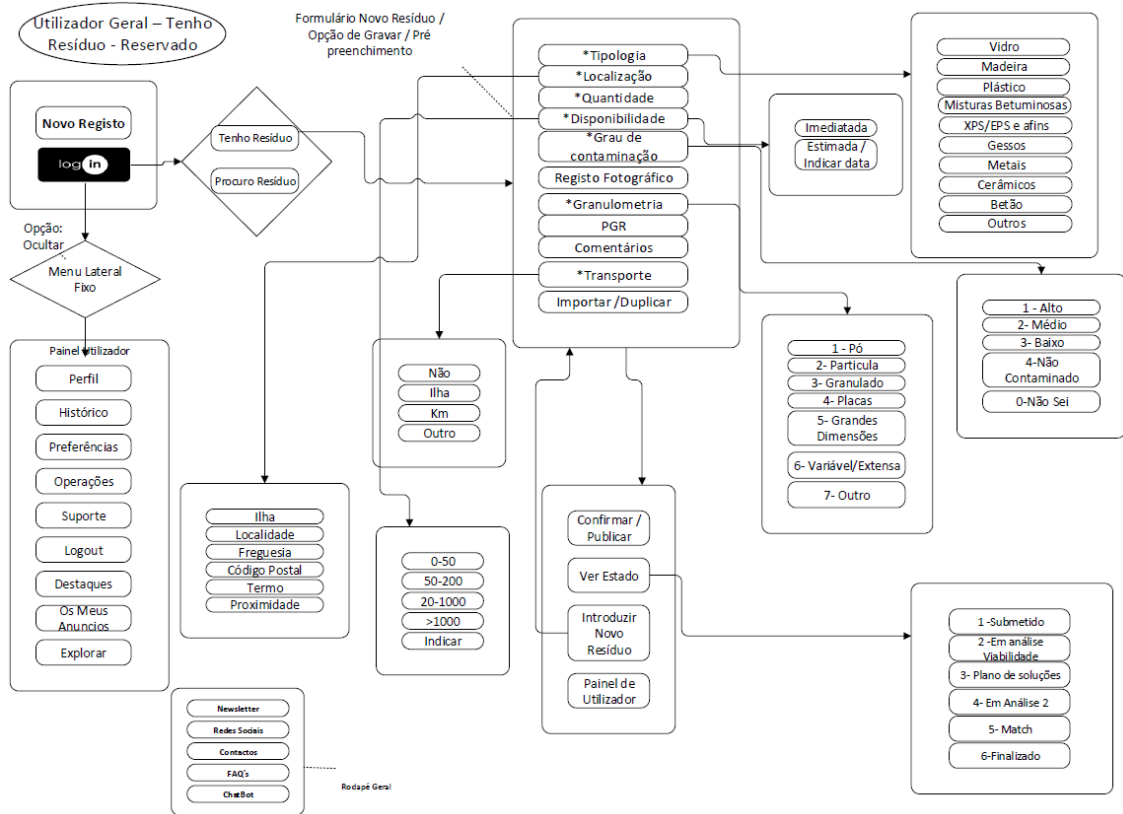 Utilizador Geral – Tenho
Resíduo - Reservado
Formulário Novo Resíduo /
Opção de Gravar / Pré
preenchimento
Novo Registo
log in
Tenho Resíduo
Procuro Resíduo
Opção:
Ocultar
Menu Lateral
Fixo
Painel Utilizador
Perfil
Histórico
Preferências
Operações
Suporte
Logout
Destaques
Os Meus
Anuncios
Explorar
*Tipologia
*Localização
*Quantidade
*Disponibilidade
*Grau de
contaminação
Registo Fotográfico
*Granulometria
PGR
Comentários
*Transporte
Importar /Duplicar
Vidro
Madeira
Plástico
Misturas Betuminosas
XPS/EPS e afins
Gessos
Metais
Cerâmicos
Betão
Outros
Imediatada
Estimada /
Indicar data
1 - Alto
2- Médio
3- Baixo
4-Não
Contaminado
0-Não Sei
1 - Pó
2- Particula
3- Granulado
4- Placas
5- Grandes
Dimensões
6- Variável/Extensa
7- Outro
Não
Ilha
Km
Outro
Ilha
Localidade
Freguesia
Código Postal
Termo
Proximidade
0-50
50-200
20-1000
>1000
Indicar
Confirmar /
Publicar
Ver Estado
Introduzir
Novo
Resíduo
Painel de
Utilizador
1 -Submetido
2 -Em análise
Viabilidade
3- Plano de soluções
4- Em Análise 2
5- Match
6-Finalizado
Newsletter
Redes Sociais
Contactos
FAQ´s
ChatBot
Rodapé Geral